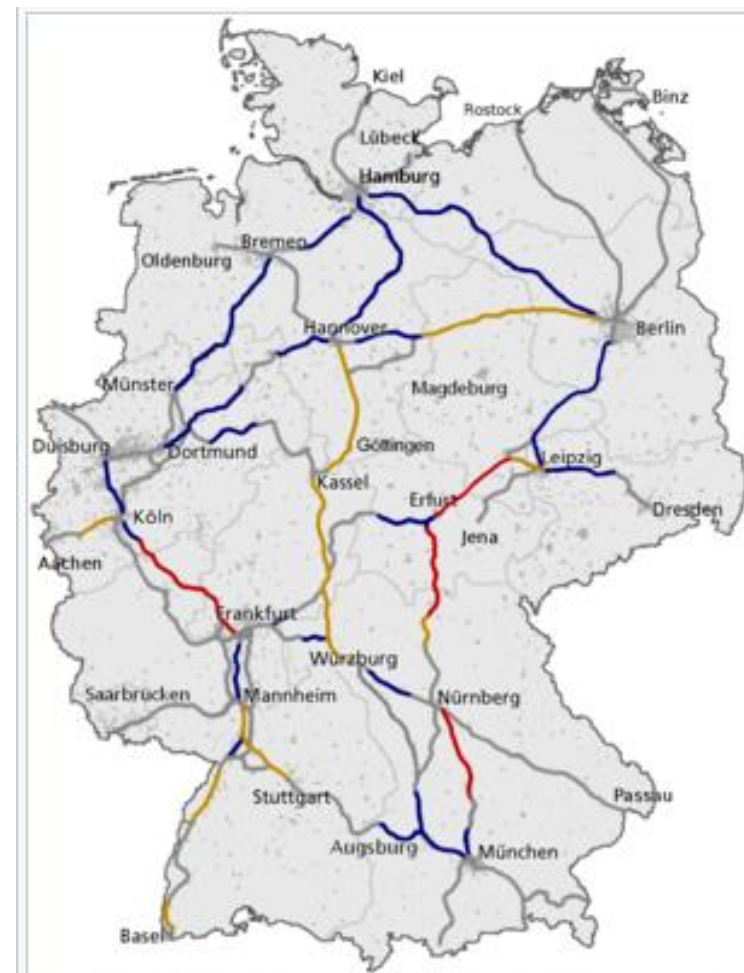 Kiel
Binz
Rostock
Lübeck
Hamburg
Bremen
Oldenburg
Hannover
Berlin
Münster
Magdeburg
Duisburg
Dortmund
Göttingen
Leipzig
Kassel
Köln
Erfurt
Dresden
Jena
Aachen
Frankfurt
Würzburg
Saarbrücken
Mannheim
Nürnberg
Stuttgart
Passau
Augsburg
München
Basel